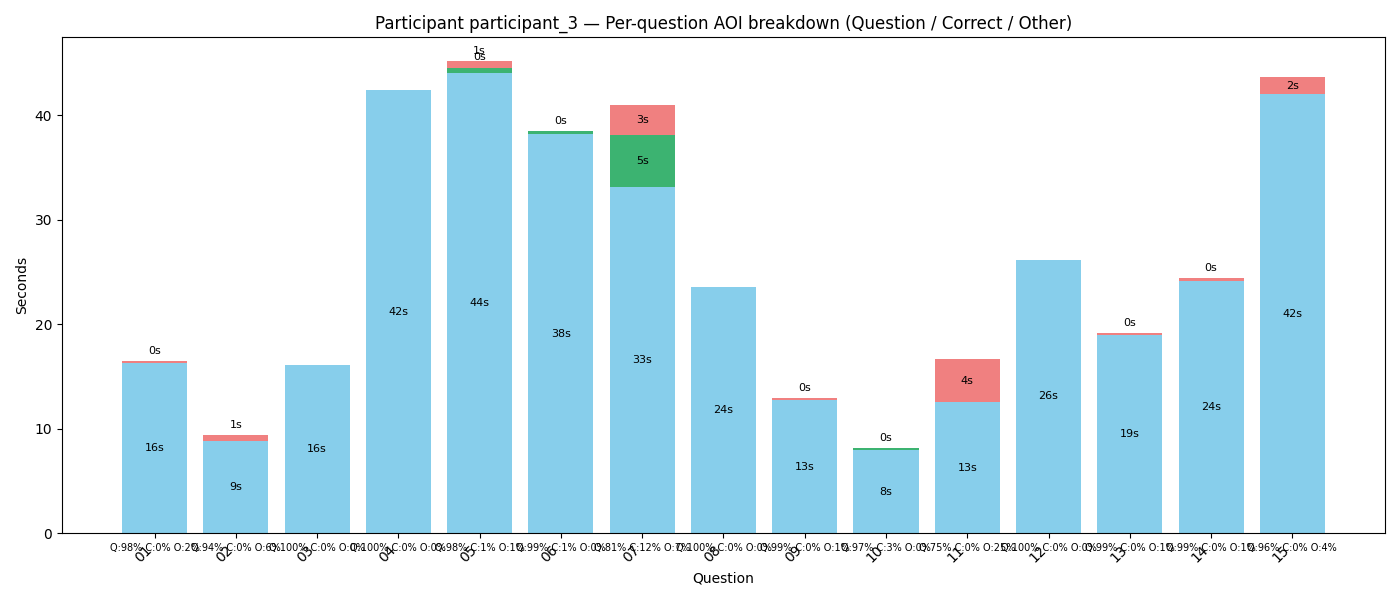 Participant participant_3 — Per-question AOI breakdown (Question / Correct / Other)
Seconds
40
30
20
10
0
0s
16s
1s
9s
16s
42s
1s
0s
44s
0s
38s
3s
5s
33s
24s
0s
13s
0s
8s
4s
13s
26s
0s
19s
0s
24s
2s
42s
Q:98% C:0% O:2%
Q:94% C:0% O:6%
Q:100% C:0% O:0%
Q:100% C:0% O:0%
Q:98% C:1% O:1%
Q:99% C:1% O:0%
Q:81% C:12% O:7%
Q:100% C:0% O:0%
Q:99% C:0% O:1%
Q:97% C:3% O:0%
Q:75% C:0% O:25%
Q:100% C:0% O:0%
Q:99% C:0% O:1%
Q:99% C:0% O:1%
Q:96% C:0% O:4%
01
02
03
04
05
06
07
08
09
10
11
12
13
14
15
Question